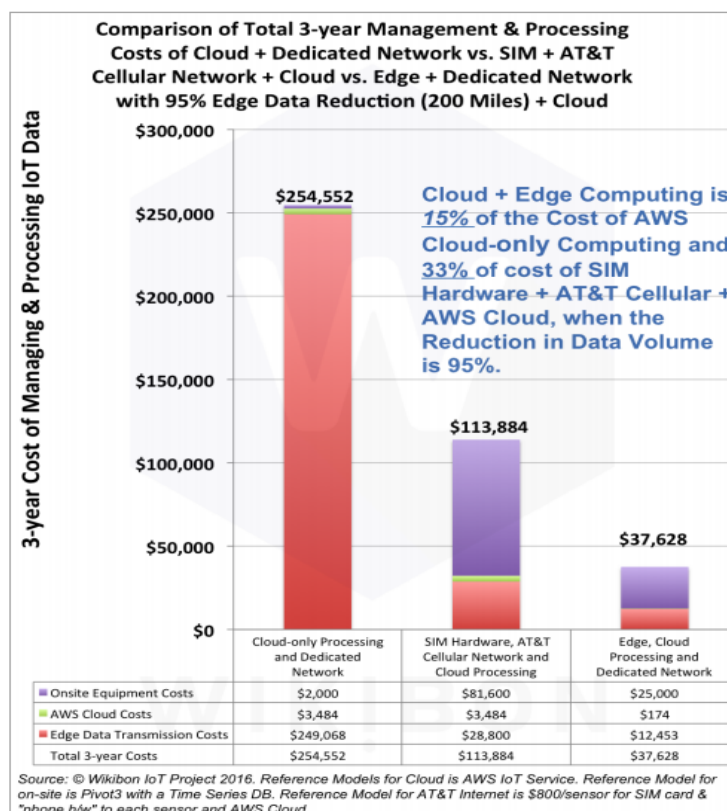 Comparison of Total 3-year Management & Processing
Costs of Cloud + Dedicated Network vs. SIM + AT&T
Cellular Network + Cloud vs. Edge + Dedicated Network
with 95% Edge Data Reduction (200 Miles) + Cloud
3-year Cost of Managing & Processing IoT Data
$300,000
$250,000
$200,000
$150,000
$100,000
$50,000
$0
$254,552
$113,884
$37,628
Cloud + Edge Computing is
15% of the Cost of AWS
Cloud-only Computing and
33% of cost of SIM
Hardware + AT&T Cellular +
AWS Cloud, when the
Reduction in Data Volume
is 95%.
Cloud-only Processing and Dedicated Network
SIM Hardware, AT&T Cellular Network and Cloud Processing
Edge, Cloud Processing and Dedicated Network
Onsite Equipment Costs $2,000 $81,600 $25,000
AWS Cloud Costs $3,484 $3,484 $174
Edge Data Transmission Costs $249,068 $28,800 $12,453
Total 3-year Costs $254,552 $113,884 $37,628
WIKIBON
Source: © Wikibon IoT Project 2016. Reference Models for Cloud is AWS IoT Service. Reference Model for
on-site is Pivot3 with a Time Series DB. Reference Model for AT&T Internet is $800/sensor for SIM card &
"phone h/w" to each sensor and AWS Cloud